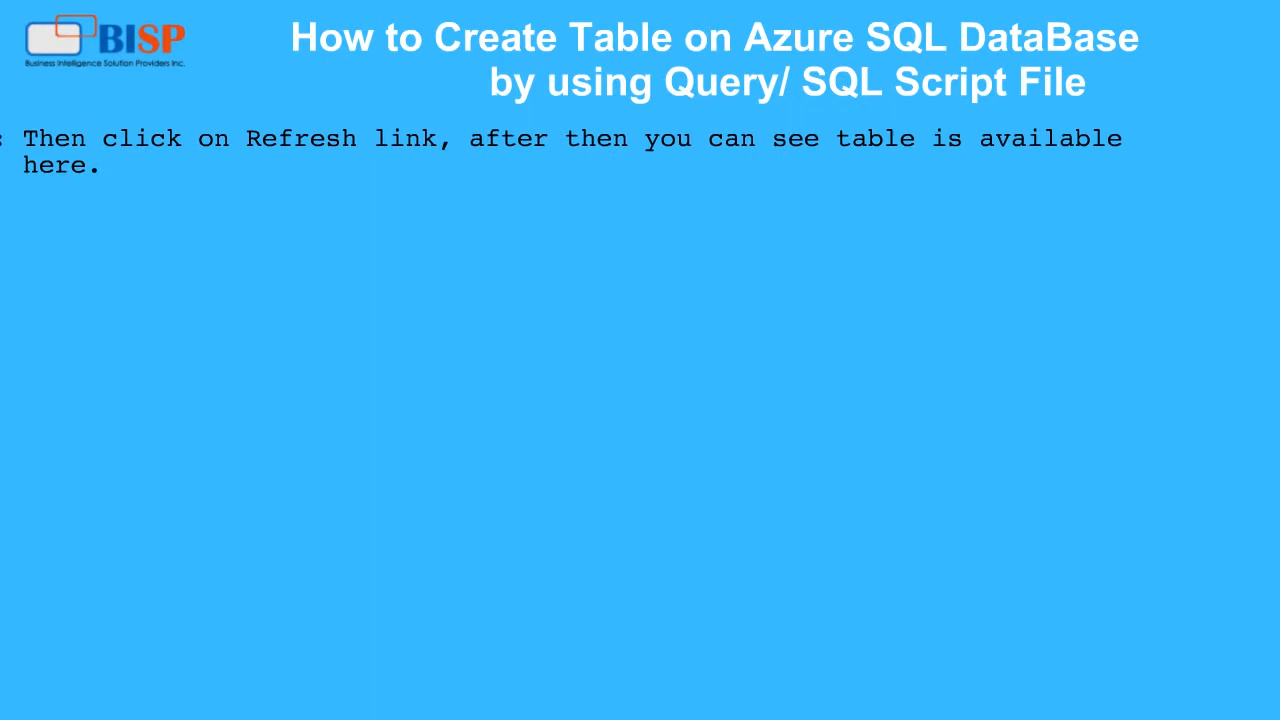 BISP
Business Intelligence Solution Providers Inc.
How to Create Table on Azure SQL DataBase
by using Query/ SQL Script File
: Then click on Refresh link, after then you can see table is available
here.